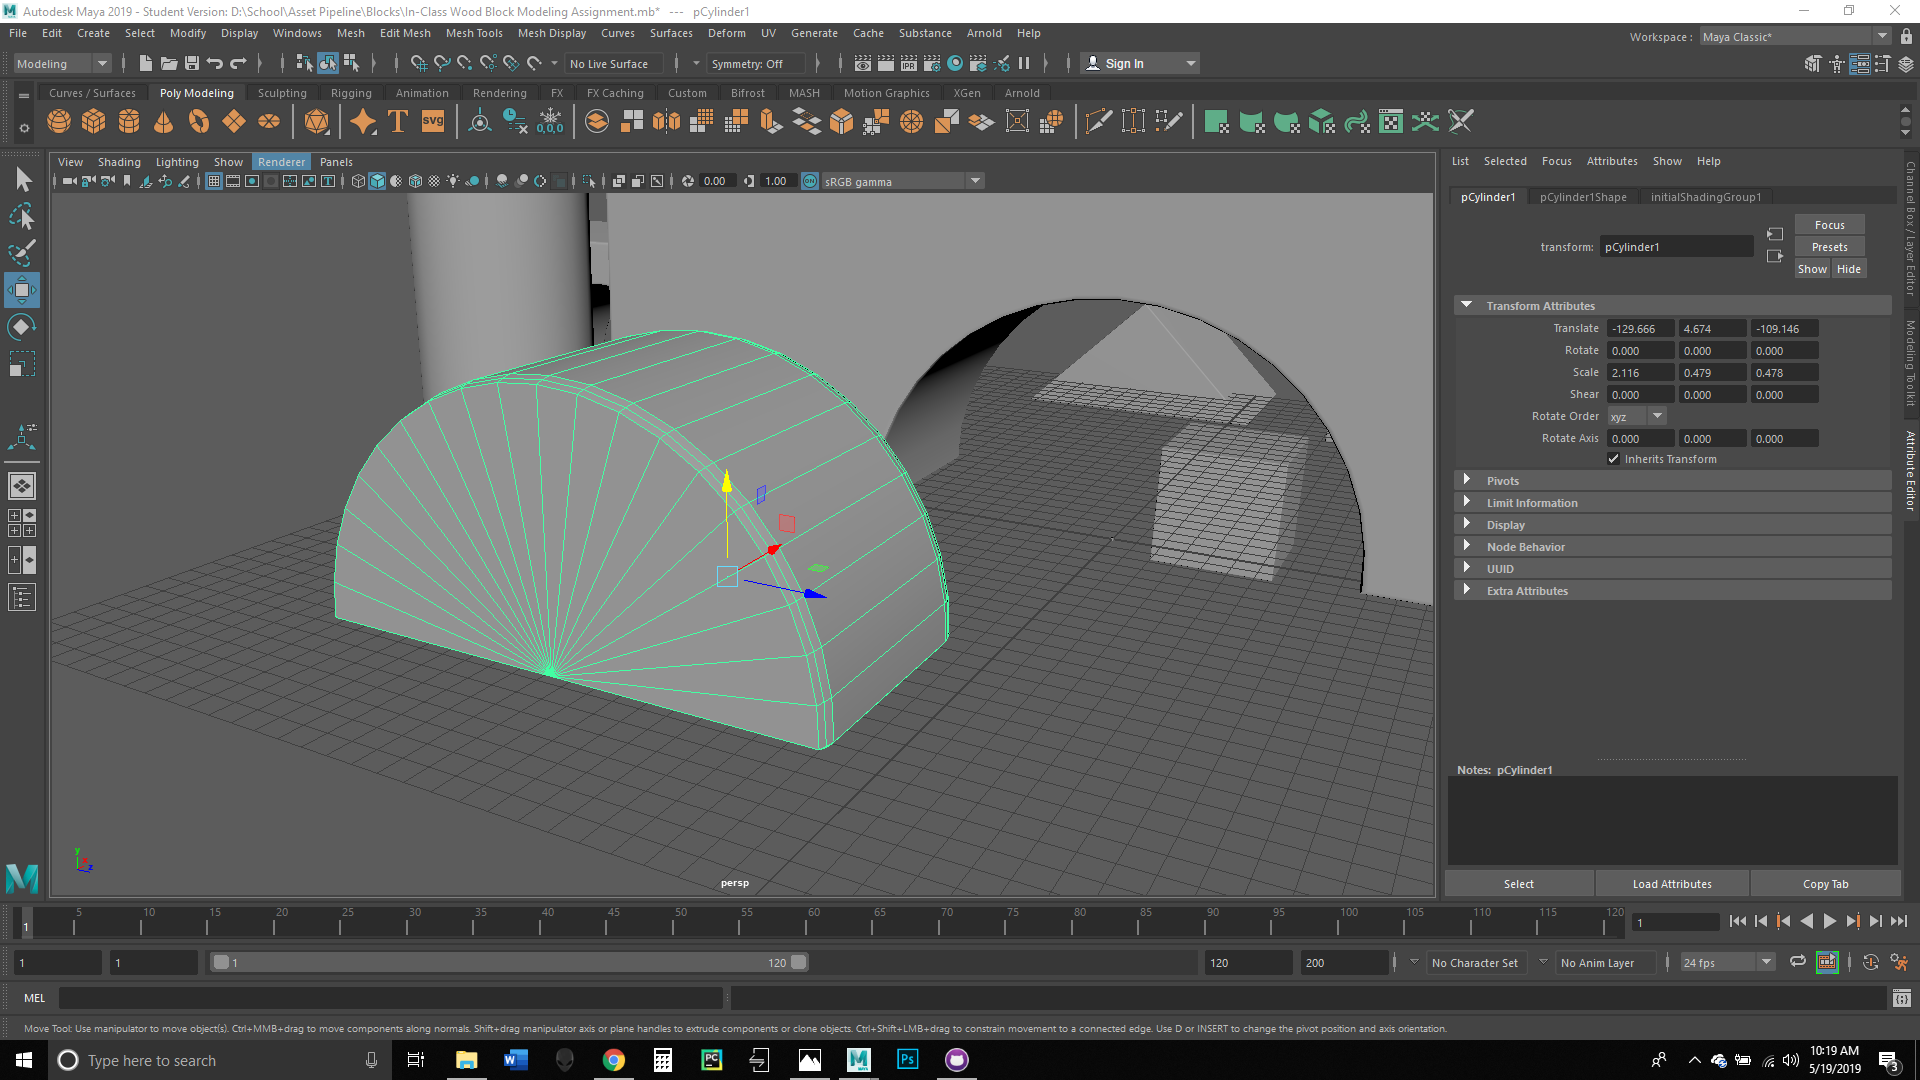 Autodesk Maya 2019 - Student Version: D:\School\Asset Pipeline\Blocks\In-Class Wood Block Modeling Assignment.mb* --- pCylinder1
File Edit Create Select Modify Display Windows Mesh Edit Mesh Mesh Tools Mesh Display Curves Surfaces Deform UV Generate Cache Substance Arnold Help
Workspace : Maya Classic*
Modeling No Live Surface Symmetry: Off IPR Sign In
Curves / Surfaces Poly Modeling Sculpting Rigging Animation Rendering FX FX Caching Custom Bifrost MASH Motion Graphics XGen Arnold
T SVG 0,0,0
View Shading Lighting Show Renderer Panels
0.00 1.00 ON sRGB gamma
persp
y
z
List Selected Focus Attributes Show Help
pCylinder1 pCylinder1Shape initialShadingGroup1
transform: pCylinder1
Focus
Presets
Show Hide
Transform Attributes
Translate -129.666 4.674 -109.146
Rotate 0.000 0.000 0.000
Scale 2.116 0.479 0.478
Shear 0.000 0.000 0.000
Rotate Order xyz
Rotate Axis 0.000 0.000 0.000
Inherits Transform
Pivots
Limit Information
Display
Node Behavior
UUID
Extra Attributes
Notes: pCylinder1
Select Load Attributes Copy Tab
Channel Box / Layer Editor
Modeling Toolkit
Attribute Editor
1 5 10 15 20 25 30 35 40 45 50 55 60 65 70 75 80 85 90 95 100 105 110 115 120 1
1 1 1 120 120 200 No Character Set No Anim Layer 24 fps
MEL
Move Tool: Use manipulator to move object(s). Ctrl+MMB+drag to move components along normals. Shift+drag manipulator axis or plane handles to extrude components or clone objects. Ctrl+Shift+LMB+drag to constrain movement to a connected edge. Use D or INSERT to change the pivot position and axis orientation.
Type here to search
10:19 AM
5/19/2019
3